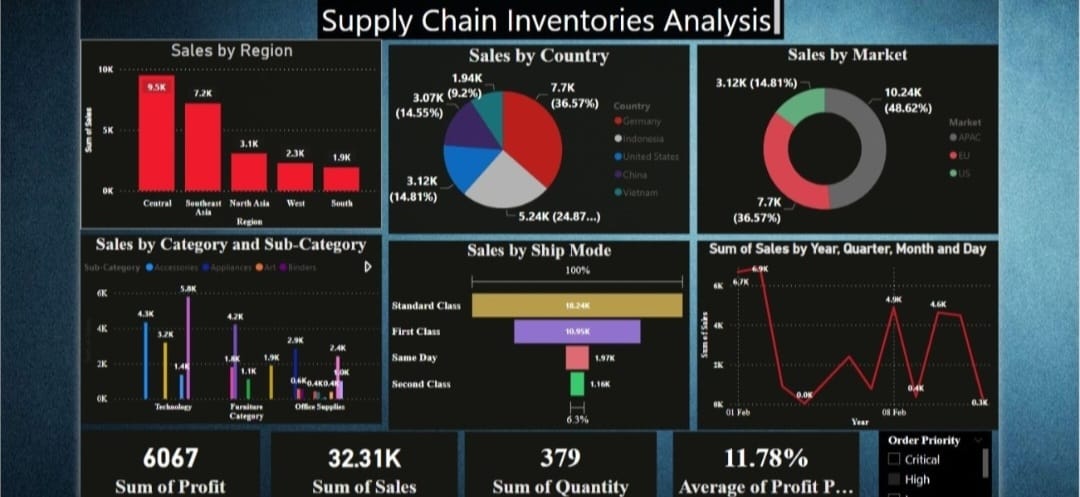 Supply Chain Inventories Analysis
Sales by Region
10K
9.5K
7.2K
5K
3.1K
2.3K
1.9K
0K
Sum of Sales
Central
Southeast
Asia
North Asia
West
South
Region
Sales by Country
1.94K
(9.2%)
3.07K
(14.55%)
3.12K
(14.81%)
7.7K
(36.57%)
5.24K (24.87...)
Country
Germany
Indonesia
United States
China
Vietnam
Sales by Market
3.12K (14.81%)
10.24K
(48.62%)
7.7K
(36.57%)
Market
APAC
EU
US
Sales by Category and Sub-Category
Sub-Category Accessories Appliances Art Binders
6K
4K
2K
0K
4.3K
3.2K
1.4K
5.8K
1.8K
4.2K
1.1K
1.9K
2.9K
0.6K
0.4K
0.4K
2.4K
1.0K
Technology
Furniture
Office Supplies
Category
Sales by Ship Mode
100%
Standard Class
18.24K
First Class
10.95K
Same Day
1.97K
Second Class
1.16K
6.3%
Sum of Sales by Year, Quarter, Month and Day
6K
4K
0K
Sum of Sales
6.7K
6.9K
0.0K
4.9K
0.4K
4.6K
0.3K
01 Feb
08 Feb
Year
6067
Sum of Profit
32.31K
Sum of Sales
379
Sum of Quantity
11.78%
Average of Profit P...
Order Priority
Critical
High